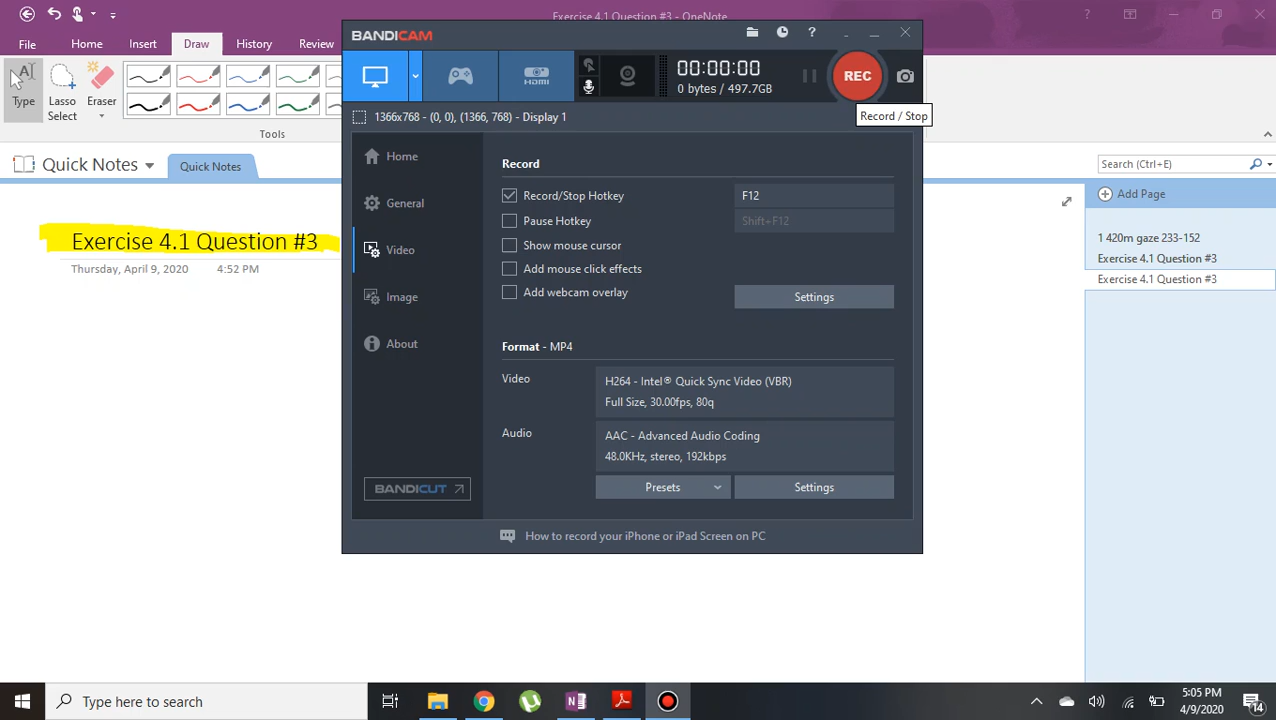 Exercise 4.1 Question #3 - OneNote
?
File
Home
Insert
Draw
History
Review
Type
Lasso
Select
Eraser
Tools
BANDICAM
?
HDMI
00:00:00
0 bytes / 497.7GB
REC
Record / Stop
1366x768 - (0, 0), (1366, 768) - Display 1
Home
General
Video
Image
About
BANDICUT
Record
Record/Stop Hotkey
F12
Pause Hotkey
Shift+F12
Show mouse cursor
Add mouse click effects
Add webcam overlay
Settings
Format - MP4
Video
H264 - Intel® Quick Sync Video (VBR)
Full Size, 30.00fps, 80q
Audio
AAC - Advanced Audio Coding
48.0KHz, stereo, 192kbps
Presets
Settings
How to record your iPhone or iPad Screen on PC
Quick Notes
Quick Notes
Search (Ctrl+E)
Add Page
1 420m gaze 233-152
Exercise 4.1 Question #3
Exercise 4.1 Question #3
Exercise 4.1 Question #3
Thursday, April 9, 2020 4:52 PM
Type here to search
5:05 PM
4/9/2020
14